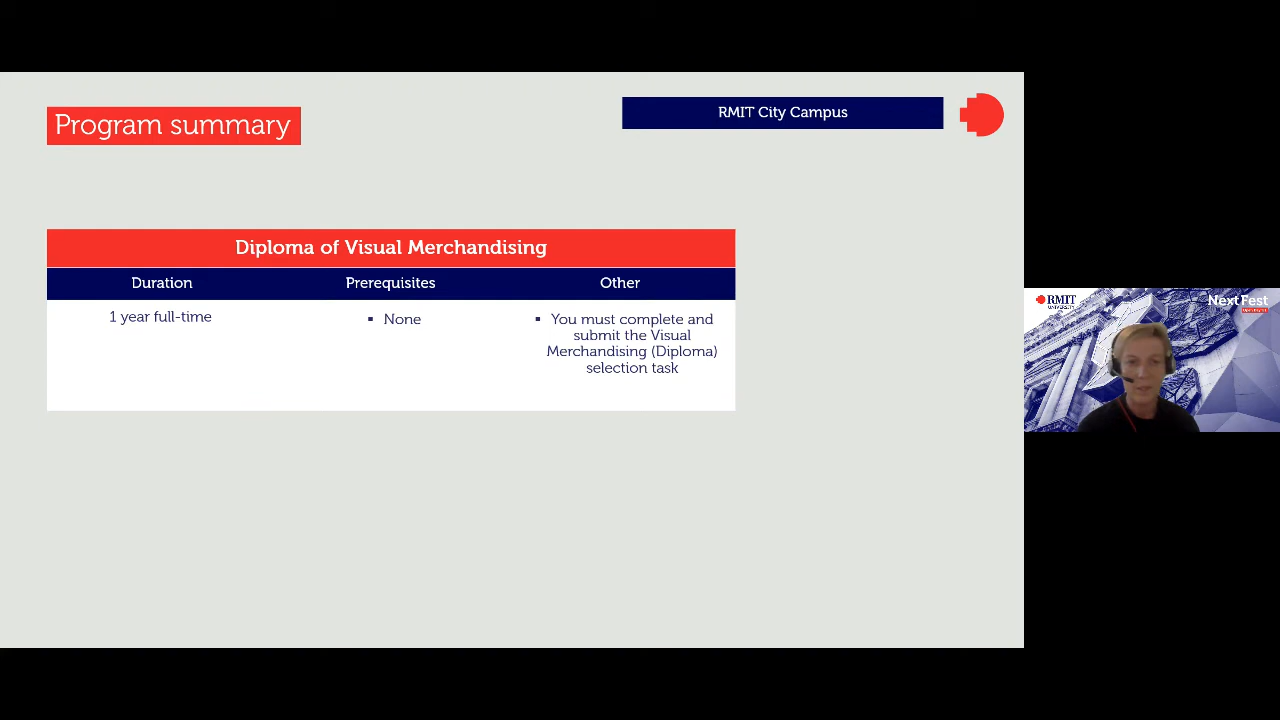 Program summary
RMIT City Campus
Diploma of Visual Merchandising
Duration
Prerequisites
Other
1 year full-time
▪ None
▪ You must complete and
submit the Visual
Merchandising (Diploma)
selection task
RMIT
UNIVERSITY
NextFest